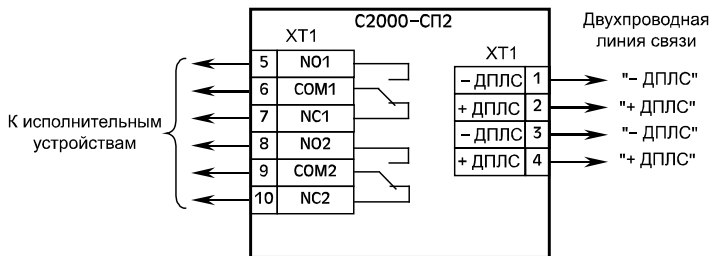 С2000-СП2
Двухпроводная
линия связи
XT1
XT1
5 NO1
6 COM1
7 NC1
8 NO2
9 COM2
10 NC2
К исполнительным
устройствам
– ДПЛС 1 "– ДПЛС"
+ ДПЛС 2 "+ ДПЛС"
– ДПЛС 3 "– ДПЛС"
+ ДПЛС 4 "+ ДПЛС"